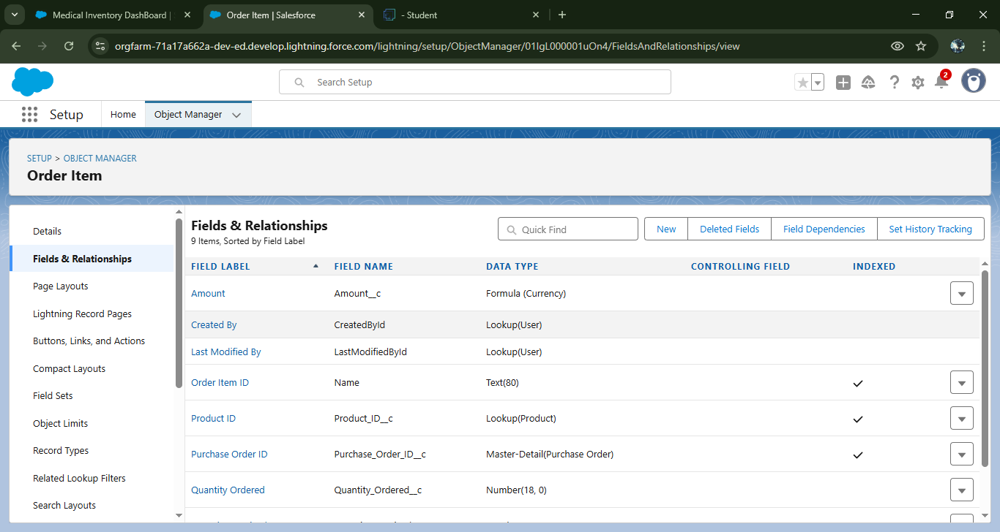 Medical Inventory DashBoard |
Order Item | Salesforce
- Student
orgfarm-71a17a662a-dev-ed.develop.lightning.force.com/lightning/setup/ObjectManager/01IgL000001uOn4/FieldsAndRelationships/view
Search Setup
2
Setup
Home
Object Manager
SETUP > OBJECT MANAGER
Order Item
Details
Fields & Relationships
Page Layouts
Lightning Record Pages
Buttons, Links, and Actions
Compact Layouts
Field Sets
Object Limits
Record Types
Related Lookup Filters
Search Layouts
Fields & Relationships
9 Items, Sorted by Field Label
Quick Find
New
Deleted Fields
Field Dependencies
Set History Tracking
FIELD LABEL FIELD NAME DATA TYPE CONTROLLING FIELD INDEXED
Amount Amount__c Formula (Currency)
Created By CreatedById Lookup(User)
Last Modified By LastModifiedById Lookup(User)
Order Item ID Name Text(80)
Product ID Product_ID__c Lookup(Product)
Purchase Order ID Purchase_Order_ID__c Master-Detail(Purchase Order)
Quantity Ordered Quantity_Ordered__c Number(18, 0)